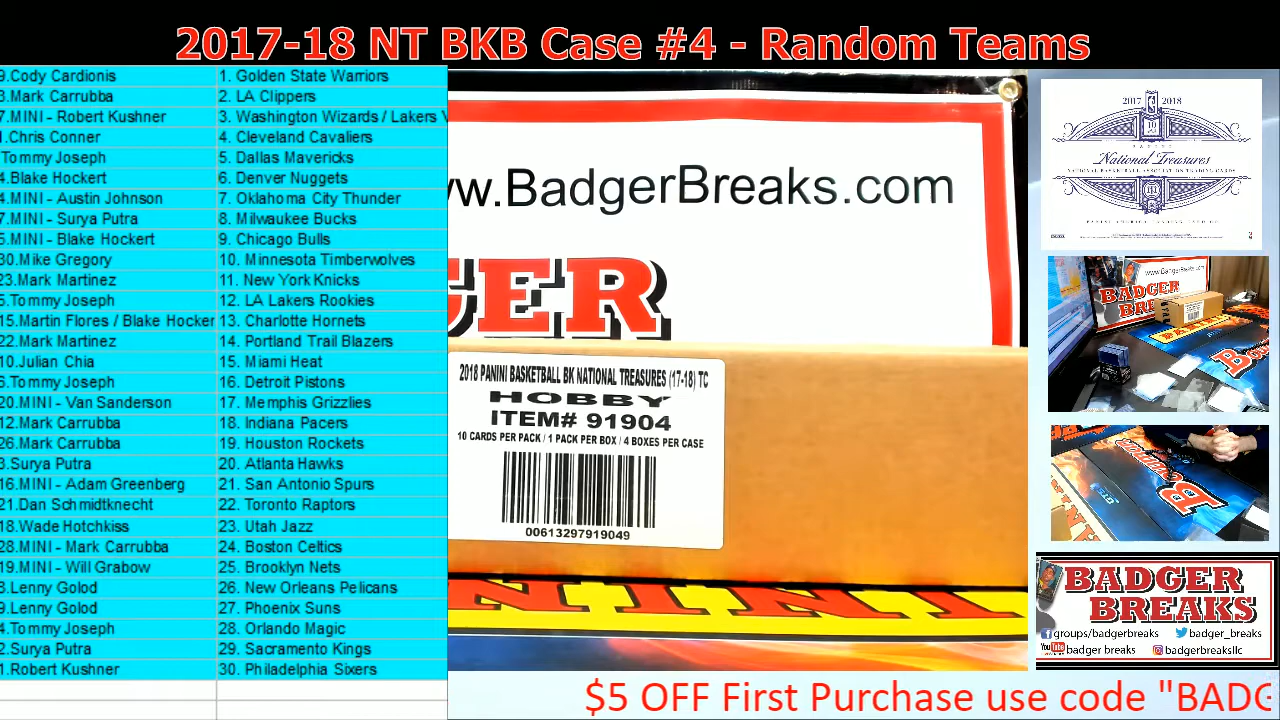 2017-18 NT BKB Case #4 - Random Teams
9.Cody Cardionis 1. Golden State Warriors
3.Mark Carrubba 2. LA Clippers
7.MINI - Robert Kushner 3. Washington Wizards / Lakers V
.Chris Conner 4. Cleveland Cavaliers
Tommy Joseph 5. Dallas Mavericks
4.Blake Hockert 6. Denver Nuggets
4.MINI - Austin Johnson 7. Oklahoma City Thunder
7.MINI - Surya Putra 8. Milwaukee Bucks
5.MINI - Blake Hockert 9. Chicago Bulls
30.Mike Gregory 10. Minnesota Timberwolves
23.Mark Martinez 11. New York Knicks
5.Tommy Joseph 12. LA Lakers Rookies
15.Martin Flores / Blake Hocker 13. Charlotte Hornets
22.Mark Martinez 14. Portland Trail Blazers
10.Julian Chia 15. Miami Heat
6.Tommy Joseph 16. Detroit Pistons
20.MINI - Van Sanderson 17. Memphis Grizzlies
12.Mark Carrubba 18. Indiana Pacers
26.Mark Carrubba 19. Houston Rockets
3.Surya Putra 20. Atlanta Hawks
16.MINI - Adam Greenberg 21. San Antonio Spurs
21.Dan Schmidtknecht 22. Toronto Raptors
18.Wade Hotchkiss 23. Utah Jazz
28.MINI - Mark Carrubba 24. Boston Celtics
19.MINI - Will Grabow 25. Brooklyn Nets
8.Lenny Golod 26. New Orleans Pelicans
9.Lenny Golod 27. Phoenix Suns
4.Tommy Joseph 28. Orlando Magic
2.Surya Putra 29. Sacramento Kings
1.Robert Kushner 30. Philadelphia Sixers
w.BadgerBreaks.com
GER
2018 PANINI BASKETBALL BK NATIONAL TREASURES (17-18) TC
HOBBY
ITEM# 91904
10 CARDS PER PACK / 1 PACK PER BOX / 4 BOXES PER CASE
00613297919049
NINI
2017 2018
PANINI
National Treasures
www.BadgerBreaks.com
BADGER
BREA
BADGER
BREAKS
groups/badgerbreaks badger_breaks
You Tube badger breaks badgerbreaksllc
$5 OFF First Purchase use code "BADG